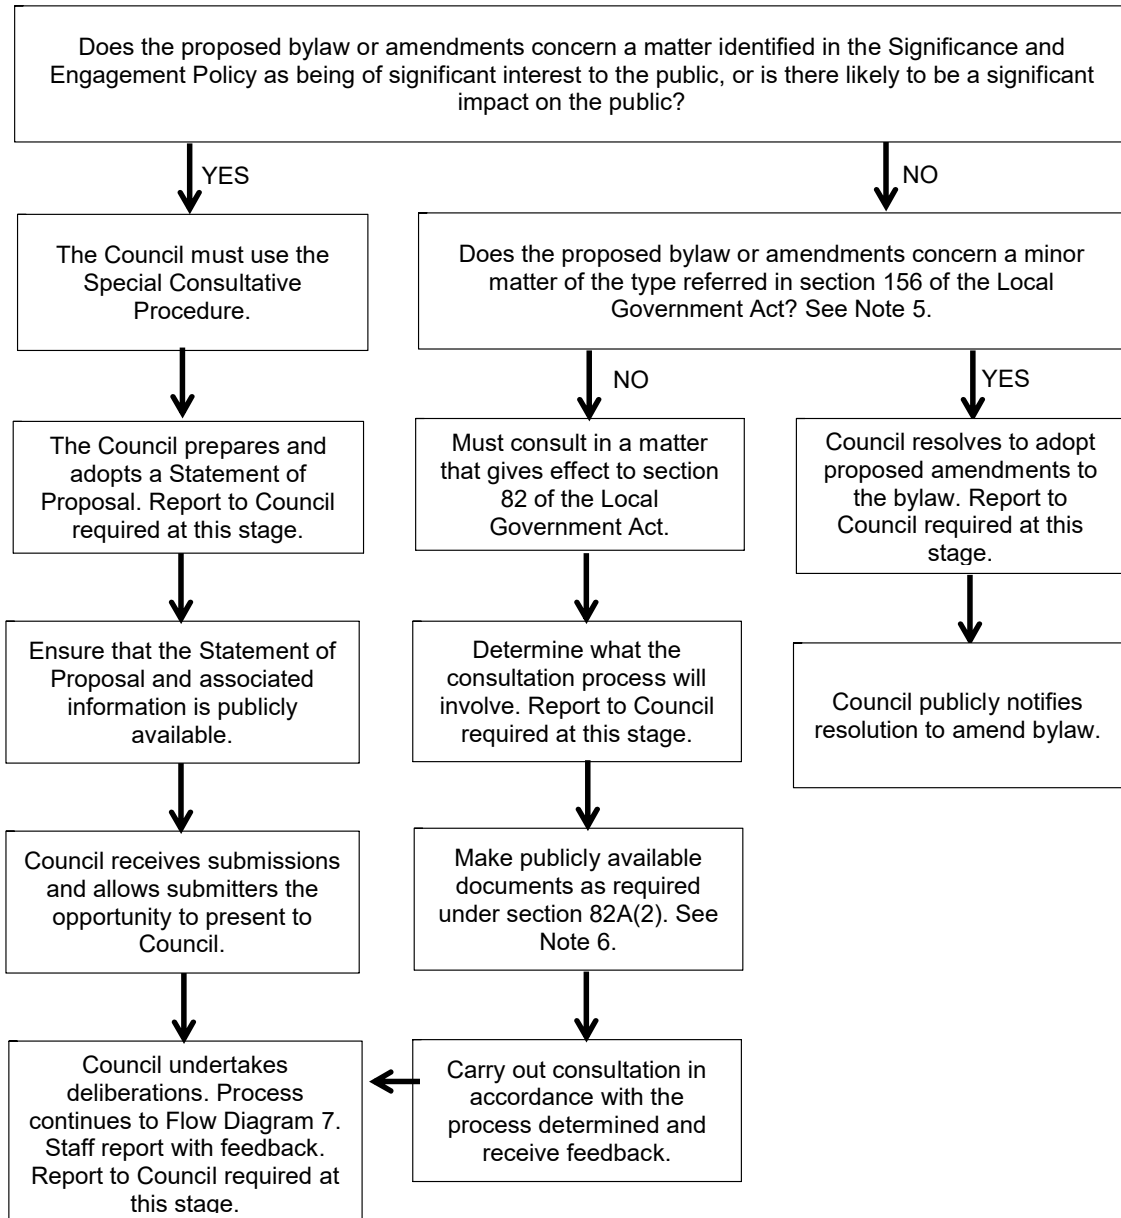 Does the proposed bylaw or amendments concern a matter identified in the Significance and
Engagement Policy as being of significant interest to the public, or is there likely to be a significant
impact on the public?
YES
NO
The Council must use the
Special Consultative
Procedure.
Does the proposed bylaw or amendments concern a minor
matter of the type referred in section 156 of the Local
Government Act? See Note 5.
NO
YES
The Council prepares and
adopts a Statement of
Proposal. Report to Council
required at this stage.
Must consult in a matter
that gives effect to section
82 of the Local
Government Act.
Council resolves to adopt
proposed amendments to
the bylaw. Report to
Council required at this
stage.
Ensure that the Statement of
Proposal and associated
information is publicly
available.
Determine what the
consultation process will
involve. Report to Council
required at this stage.
Council publicly notifies
resolution to amend bylaw.
Council receives submissions
and allows submitters the
opportunity to present to
Council.
Make publicly available
documents as required
under section 82A(2). See
Note 6.
Council undertakes
deliberations. Process
continues to Flow Diagram 7.
Staff report with feedback.
Report to Council required at
this stage.
Carry out consultation in
accordance with the
process determined and
receive feedback.